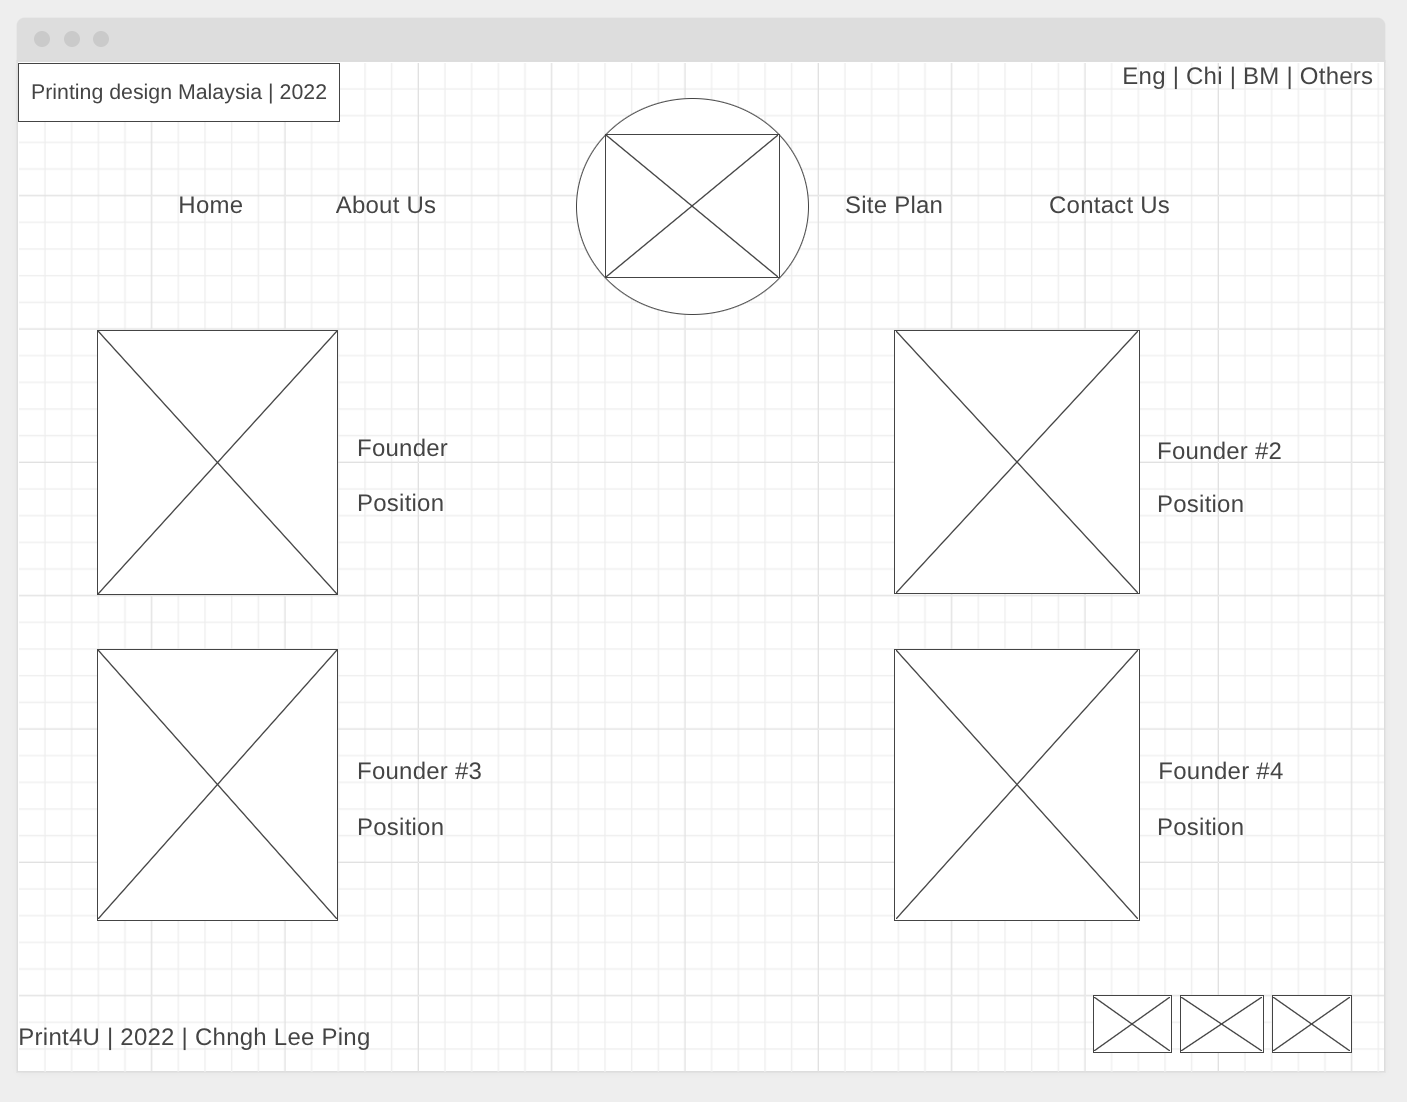 Printing design Malaysia | 2022
Eng | Chi | BM | Others
Home
About Us
Site Plan
Contact Us
Founder
Position
Founder #2
Position
Founder #3
Position
Founder #4
Position
Print4U | 2022 | Chngh Lee Ping